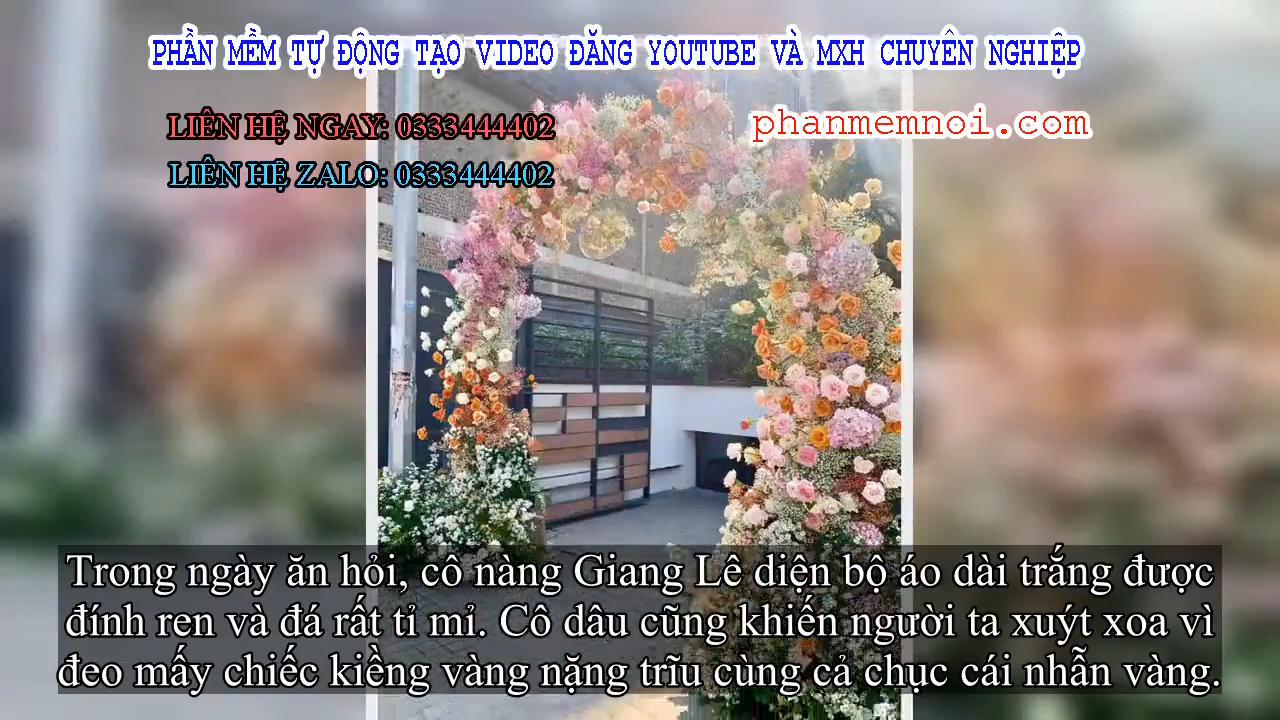 PHẦN MỀM TỰ ĐỘNG TẠO VIDEO ĐĂNG YOUTUBE VÀ MXH CHUYÊN NGHIỆP
LIÊN HỆ NGAY: 0333444402
phanmemnoi.com
LIÊN HỆ ZALO: 0333444402
Trong ngày ăn hỏi, cô nàng Giang Lê diện bộ áo dài trắng được
đính ren và đá rất tỉ mỉ. Cô dâu cũng khiến người ta xuýt xoa vì
đeo mấy chiếc kiềng vàng nặng trĩu cùng cả chục cái nhẫn vàng.